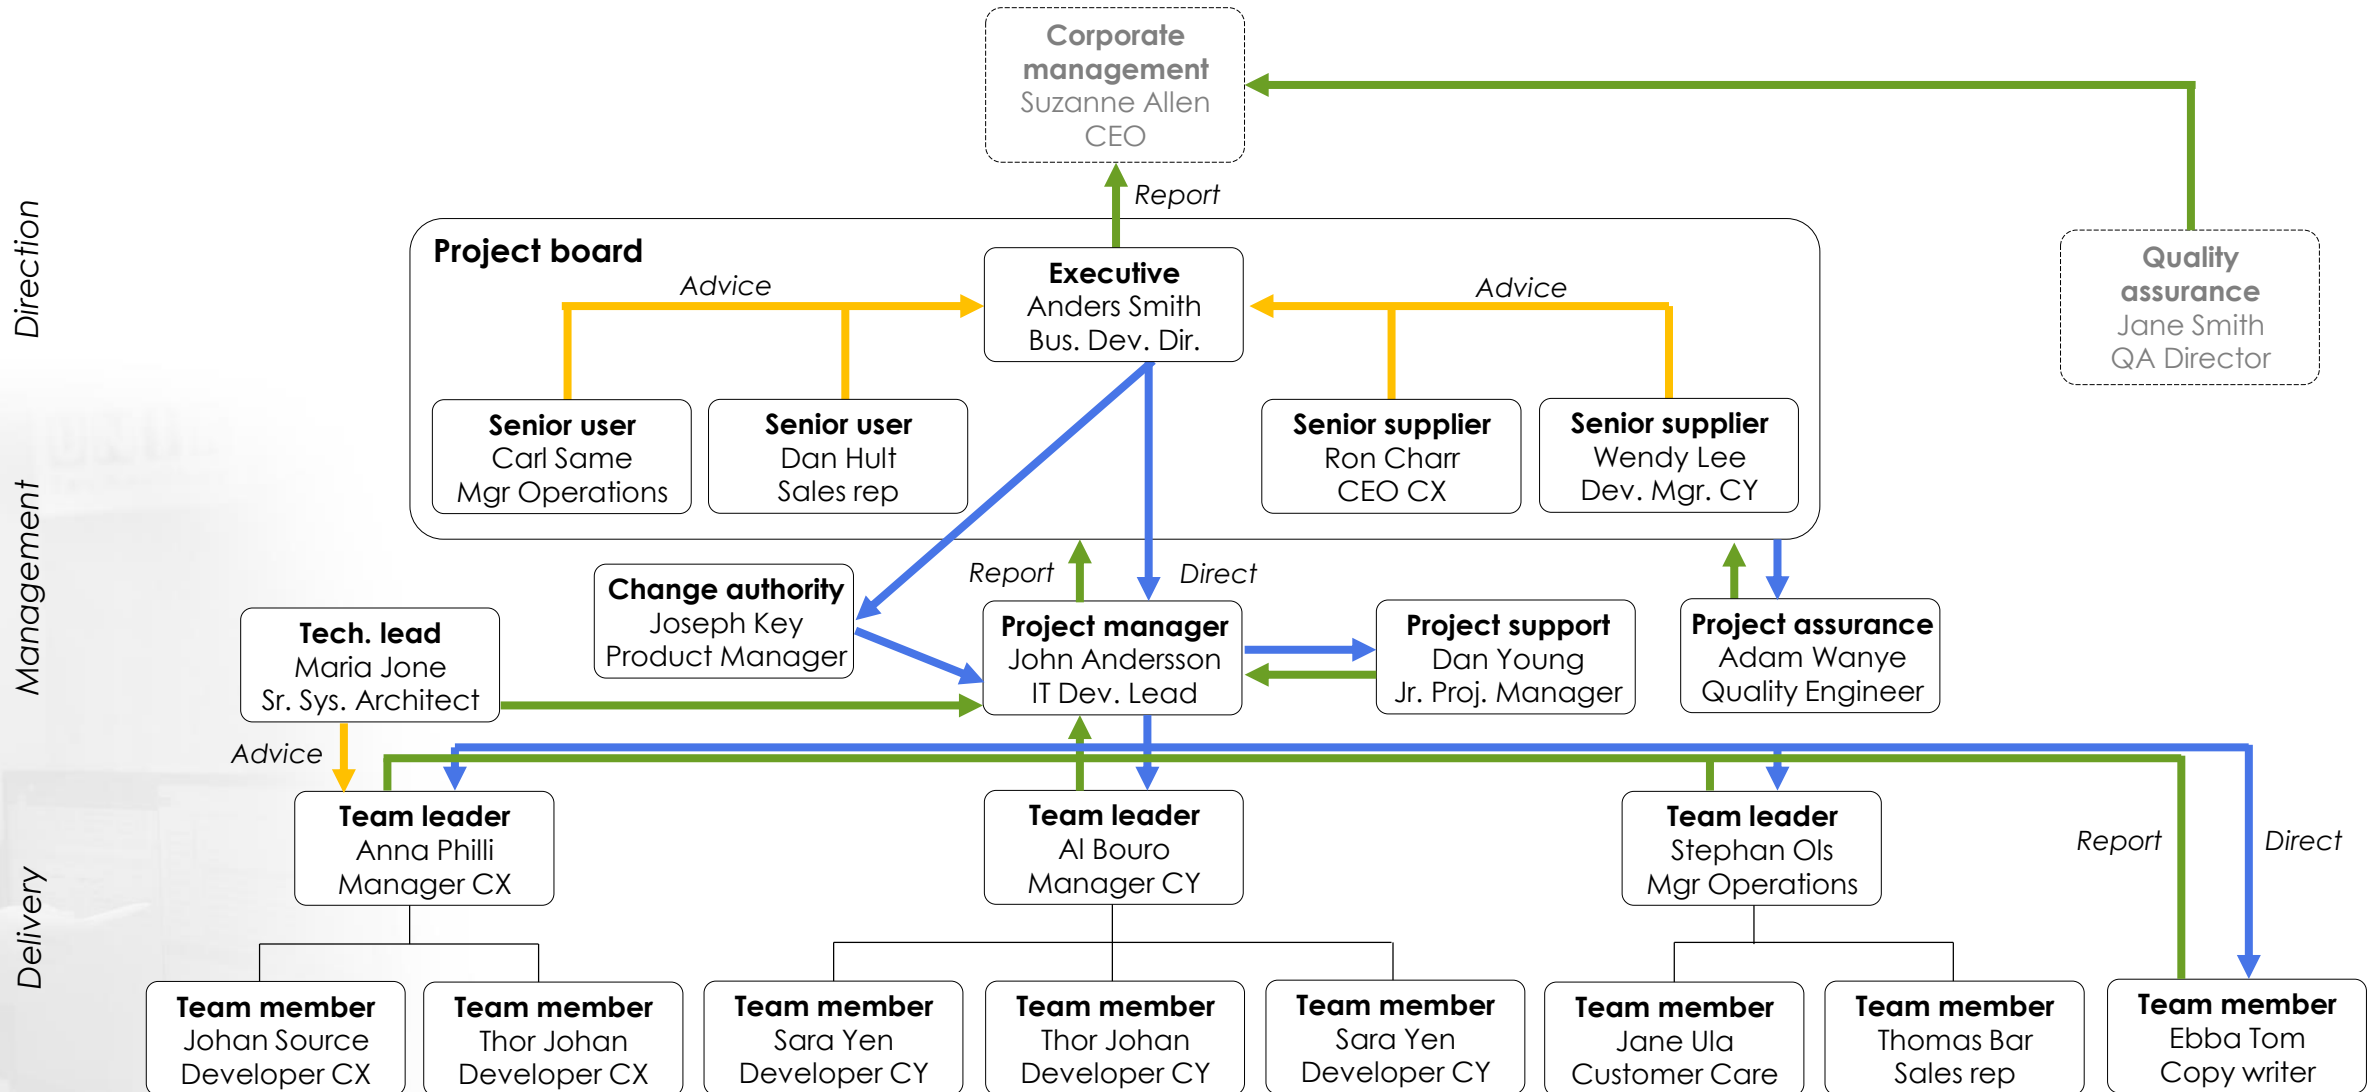 Corporate
management
Suzanne Allen
CEO
Report
Direction
Project board
Advice
Executive
Anders Smith
Bus. Dev. Dir.
Advice
Quality
assurance
Jane Smith
QA Director
Senior user
Carl Same
Mgr Operations
Senior user
Dan Hult
Sales rep
Senior supplier
Ron Charr
CEO CX
Senior supplier
Wendy Lee
Dev. Mgr. CY
Management
Report
Direct
Tech. lead
Maria Jone
Sr. Sys. Architect
Change authority
Joseph Key
Product Manager
Project manager
John Andersson
IT Dev. Lead
Project support
Dan Young
Jr. Proj. Manager
Project assurance
Adam Wanye
Quality Engineer
Advice
Delivery
Team leader
Anna Philli
Manager CX
Team leader
Al Bouro
Manager CY
Team leader
Stephan Ols
Mgr Operations
Report
Direct
Team member
Johan Source
Developer CX
Team member
Thor Johan
Developer CX
Team member
Sara Yen
Developer CY
Team member
Thor Johan
Developer CY
Team member
Sara Yen
Developer CY
Team member
Jane Ula
Customer Care
Team member
Thomas Bar
Sales rep
Team member
Ebba Tom
Copy writer